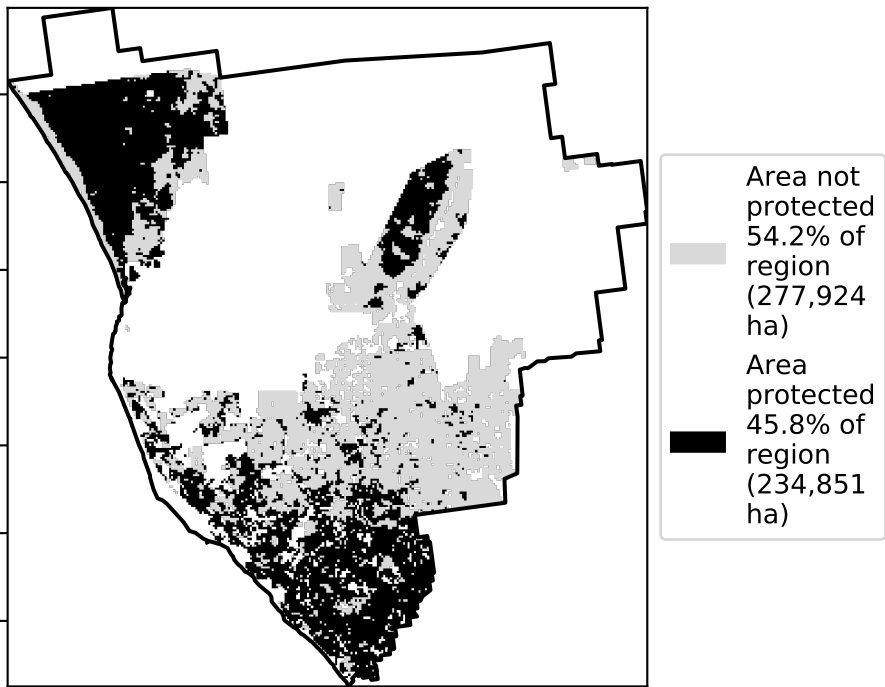 Area not
protected
54.2% of
region
(277,924
ha)
Area
protected
45.8% of
region
(234,851
ha)